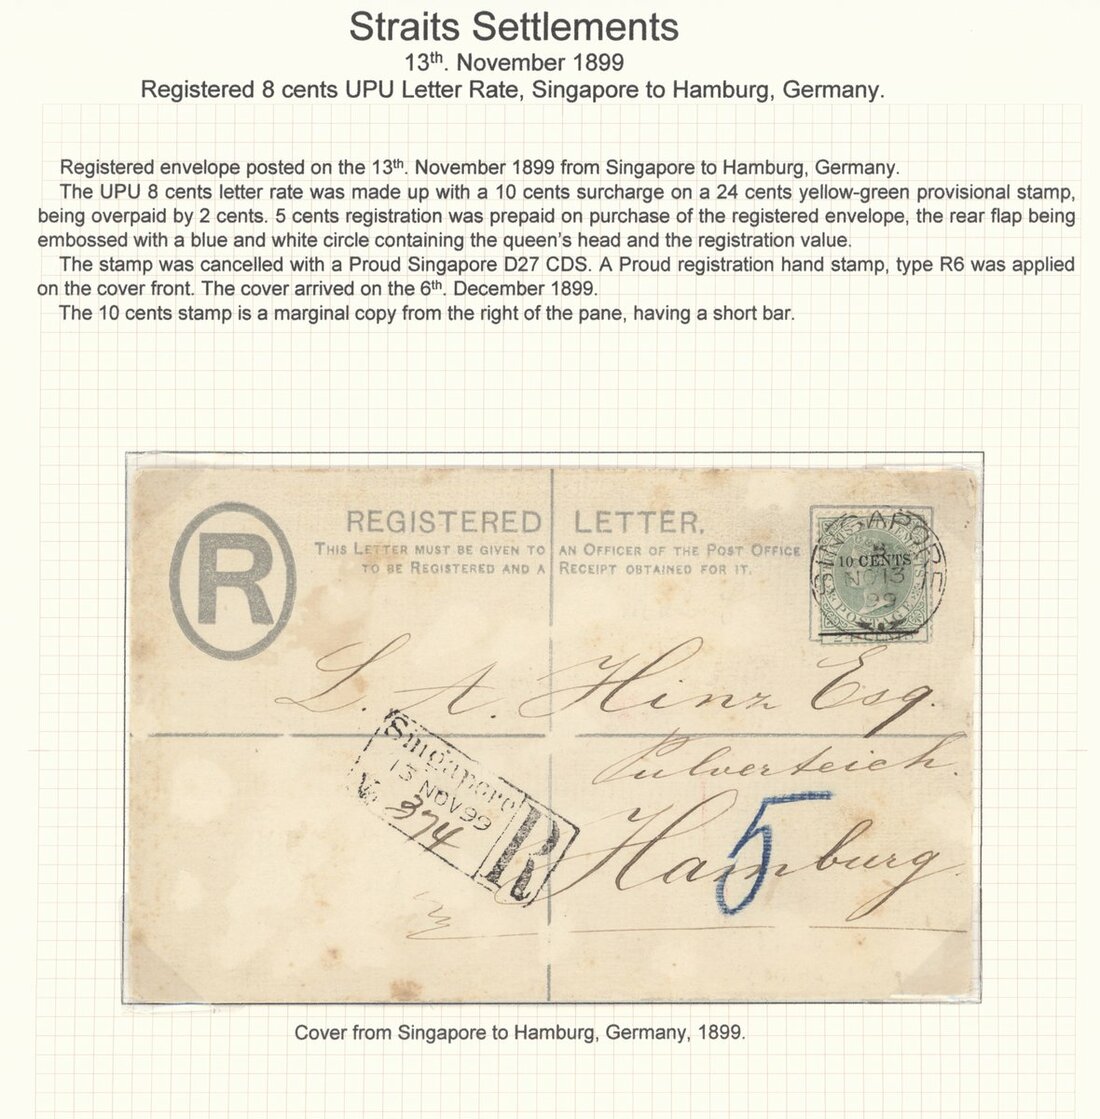 Straits Settlements
13th. November 1899
Registered 8 cents UPU Letter Rate, Singapore to Hamburg, Germany.
Registered envelope posted on the 13th. November 1899 from Singapore to Hamburg, Germany.
The UPU 8 cents letter rate was made up with a 10 cents surcharge on a 24 cents yellow-green provisional stamp,
being overpaid by 2 cents. 5 cents registration was prepaid on purchase of the registered envelope, the rear flap being
embossed with a blue and white circle containing the queen's head and the registration value.
The stamp was cancelled with a Proud Singapore D27 CDS. A Proud registration hand stamp, type R6 was applied
on the cover front. The cover arrived on the 6th. December 1899.
The 10 cents stamp is a marginal copy from the right of the pane, having a short bar.
R
REGISTERED LETTER.
THIS LETTER MUST BE GIVEN TO AN OFFICER OF THE POST OFFICE
TO BE REGISTERED AND A RECEIPT OBTAINED FOR IT.
SINGAPORE
10 CENTS
NO 13
99
POSTAGE
L. A. Hinz Esq.
Pulverteich.
Hamburg.
5
Singapore
13 NOV 99
No 374
R
Cover from Singapore to Hamburg, Germany, 1899.